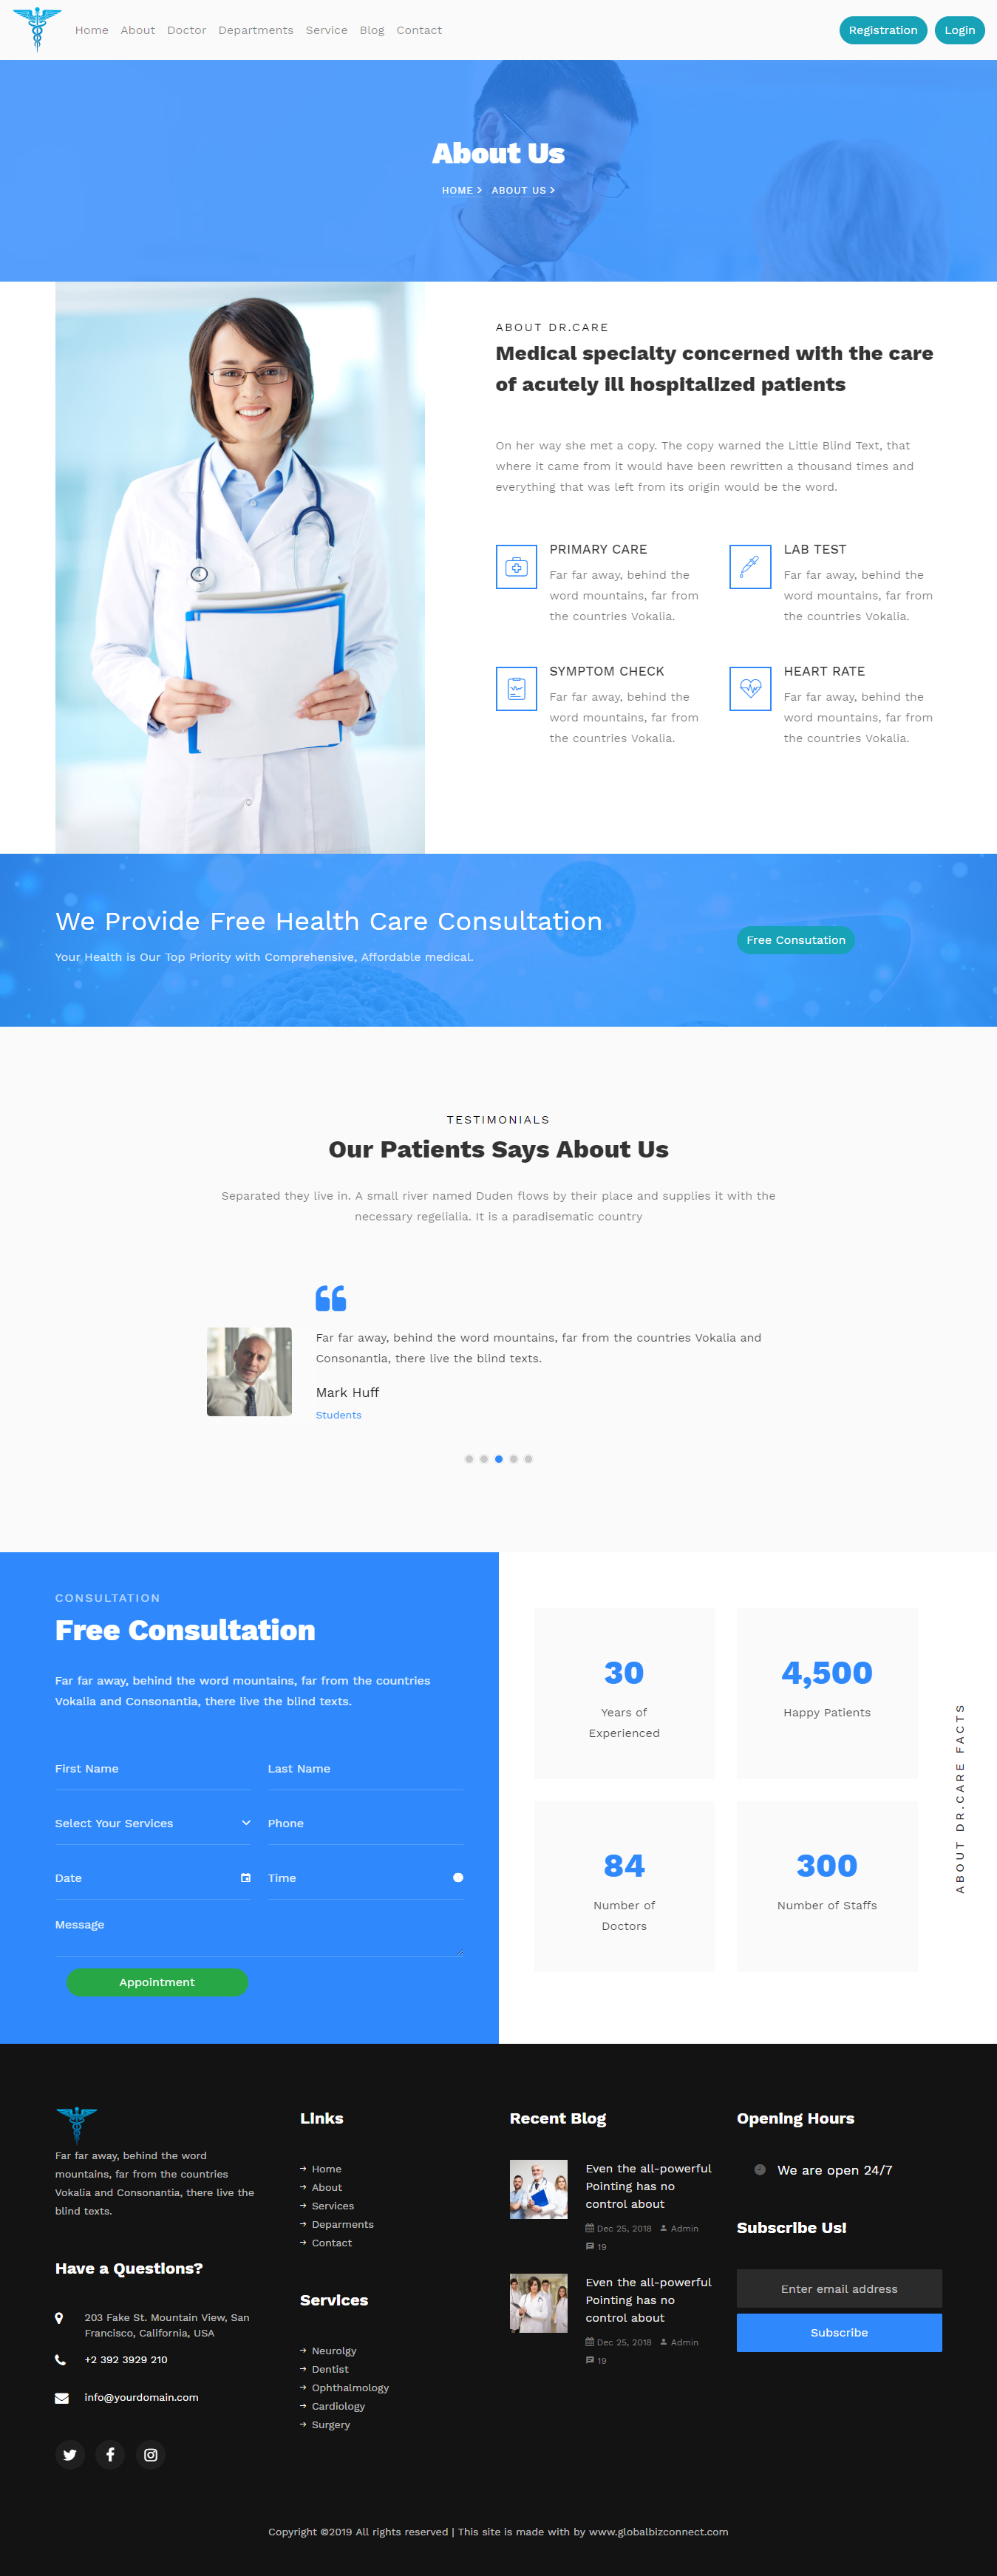 Home About Doctor Departments Service Blog Contact
Registration Login
About Us
HOME ABOUT US
ABOUT DR.CARE
Medical specialty concerned with the care
of acutely ill hospitalized patients
On her way she met a copy. The copy warned the Little Blind Text, that
where it came from it would have been rewritten a thousand times and
everything that was left from its origin would be the word.
PRIMARY CARE
Far far away, behind the
word mountains, far from
the countries Vokalia.
LAB TEST
Far far away, behind the
word mountains, far from
the countries Vokalia.
SYMPTOM CHECK
Far far away, behind the
word mountains, far from
the countries Vokalia.
HEART RATE
Far far away, behind the
word mountains, far from
the countries Vokalia.
We Provide Free Health Care Consultation
Your Health is Our Top Priority with Comprehensive, Affordable medical.
Free Consutation
TESTIMONIALS
Our Patients Says About Us
Separated they live in. A small river named Duden flows by their place and supplies it with the
necessary regelialia. It is a paradisematic country
Far far away, behind the word mountains, far from the countries Vokalia and
Consonantia, there live the blind texts.
Mark Huff
Students
CONSULTATION
Free Consultation
Far far away, behind the word mountains, far from the countries
Vokalia and Consonantia, there live the blind texts.
First Name
Last Name
Select Your Services
Phone
Date
Time
Message
Appointment
30
Years of
Experienced
4,500
Happy Patients
84
Number of
Doctors
300
Number of Staffs
ABOUT DR.CARE FACTS
Far far away, behind the word
mountains, far from the countries
Vokalia and Consonantia, there live the
blind texts.
Have a Questions?
203 Fake St. Mountain View, San
Francisco, California, USA
+2 392 3929 210
info@yourdomain.com
Links
Home
About
Services
Deparments
Contact
Services
Neurolgy
Dentist
Ophthalmology
Cardiology
Surgery
Recent Blog
Even the all-powerful
Pointing has no
control about
Dec 25, 2018 Admin
19
Even the all-powerful
Pointing has no
control about
Dec 25, 2018 Admin
19
Opening Hours
We are open 24/7
Subscribe Us!
Enter email address
Subscribe
Copyright ©2019 All rights reserved | This site is made with by www.globalbizconnect.com